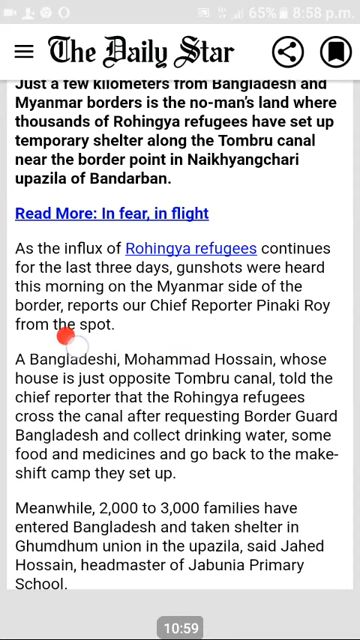 65% 8:58 p.m.
The Daily Star
Just a few kilometers from Bangladesh and
Myanmar borders is the no-man's land where
thousands of Rohingya refugees have set up
temporary shelter along the Tombru canal
near the border point in Naikhyangchari
upazila of Bandarban.
Read More: In fear, in flight
As the influx of Rohingya refugees continues
for the last three days, gunshots were heard
this morning on the Myanmar side of the
border, reports our Chief Reporter Pinaki Roy
from the spot.
A Bangladeshi, Mohammad Hossain, whose
house is just opposite Tombru canal, told the
chief reporter that the Rohingya refugees
cross the canal after requesting Border Guard
Bangladesh and collect drinking water, some
food and medicines and go back to the make-
shift camp they set up.
Meanwhile, 2,000 to 3,000 families have
entered Bangladesh and taken shelter in
Ghumdhum union in the upazila, said Jahed
Hossain, headmaster of Jabunia Primary
School.
10:59